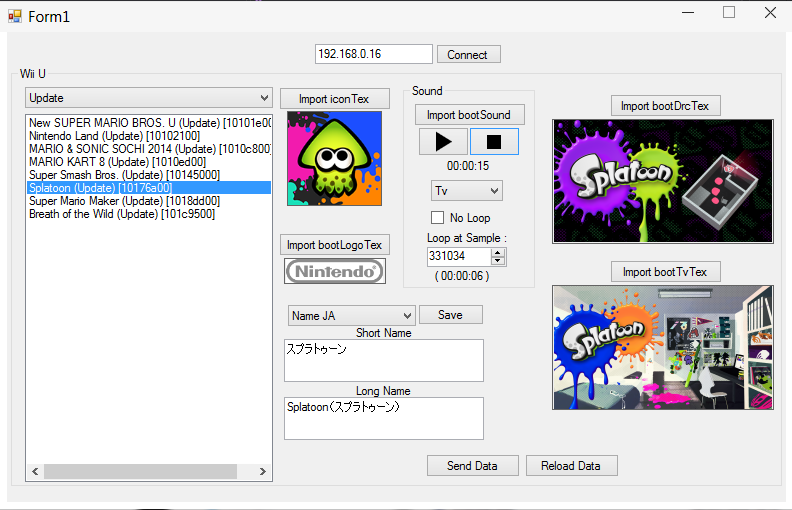 Form1
192.168.0.16
Connect
Wii U
Update
New SUPER MARIO BROS. U (Update) [10101e00
Nintendo Land (Update) [10102100]
MARIO & SONIC SOCHI 2014 (Update) [1010c800]
MARIO KART 8 (Update) [1010ed00]
Super Smash Bros. (Update) [10145000]
Splatoon (Update) [10176a00]
Super Mario Maker (Update) [1018dd00]
Breath of the Wild (Update) [101c9500]
Import iconTex
Import bootLogoTex
Nintendo
Sound
Import bootSound
00:00:15
Tv
No Loop
Loop at Sample :
331034
( 00:00:06 )
Import bootDrcTex
Splatoon
Import bootTvTex
Splatoon
Name JA
Save
Short Name
スプラトゥーン
Long Name
Splatoon(スプラトゥーン)
Send Data
Reload Data